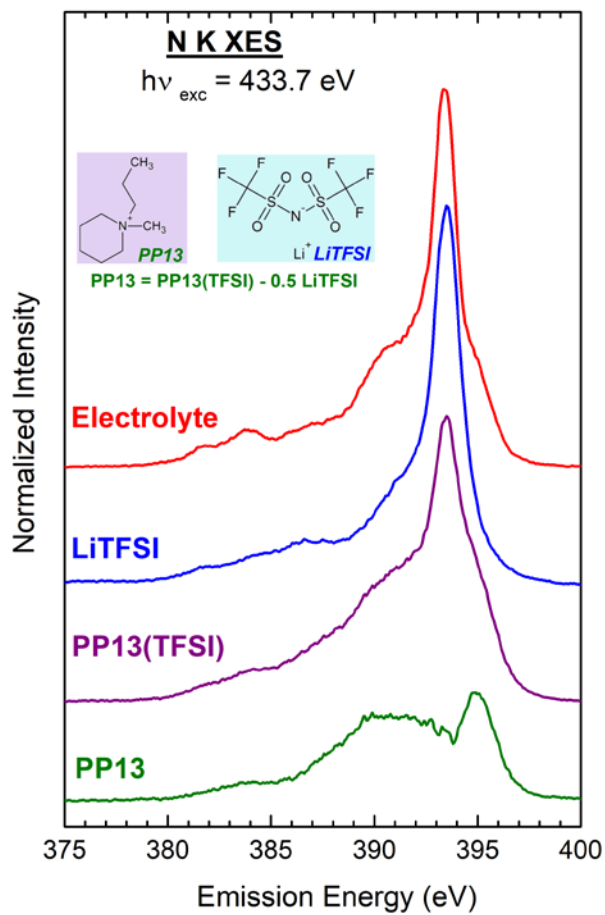 N K XES
hν exc = 433.7 eV
CH₃
N⁺
CH₃
PP13
F
F
F
O
O
S
N⁻
S
O
O
F
F
F
Li⁺ LiTFSI
PP13 = PP13(TFSI) - 0.5 LiTFSI
Electrolyte
LiTFSI
PP13(TFSI)
PP13
Normalized Intensity
375 380 385 390 395 400
Emission Energy (eV)